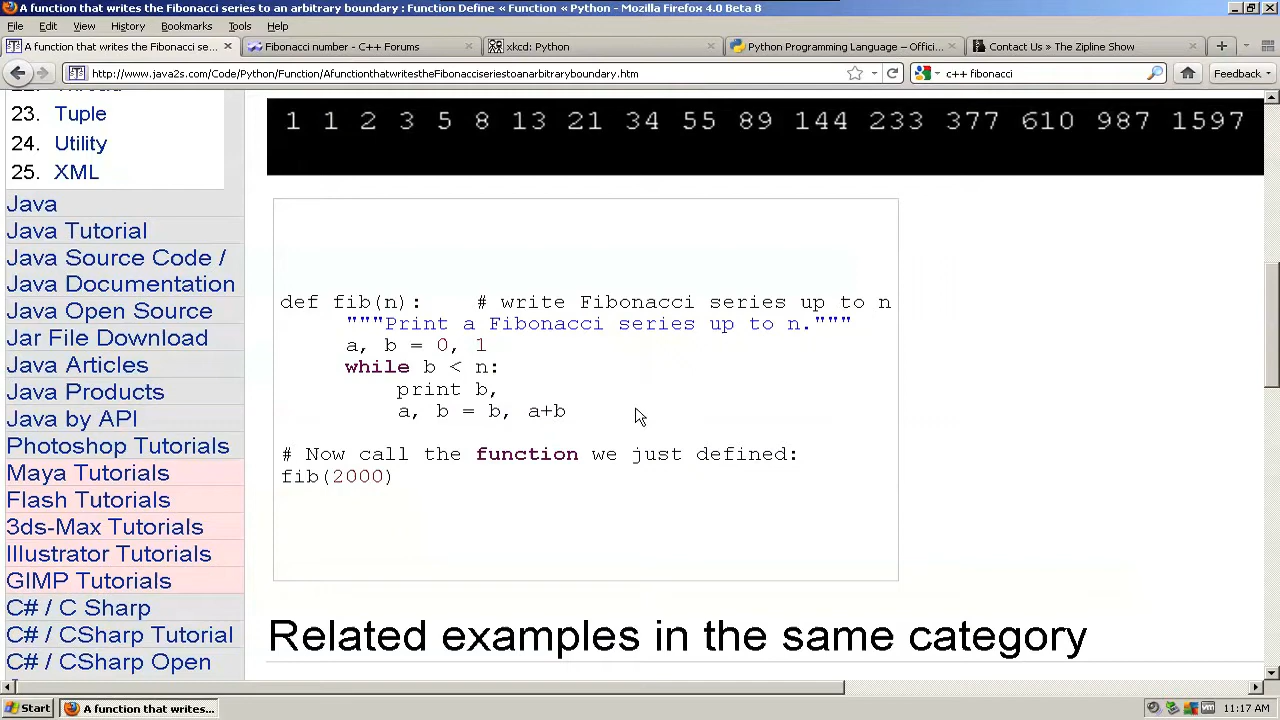 A function that writes the Fibonacci series to an arbitrary boundary : Function Define « Function « Python - Mozilla Firefox 4.0 Beta 8
File Edit View History Bookmarks Tools Help
A function that writes the Fibonacci se...
Fibonacci number - C++ Forums
xkcd: Python
Python Programming Language – Offici...
Contact Us » The Zipline Show
http://www.java2s.com/Code/Python/Function/AfunctionthatwritestheFibonacciseriestoanarbitraryboundary.htm
c++ fibonacci
Feedback
22.
23. Tuple
24. Utility
25. XML
Java
Java Tutorial
Java Source Code /
Java Documentation
Java Open Source
Jar File Download
Java Articles
Java Products
Java by API
Photoshop Tutorials
Maya Tutorials
Flash Tutorials
3ds-Max Tutorials
Illustrator Tutorials
GIMP Tutorials
C# / C Sharp
C# / CSharp Tutorial
C# / CSharp Open
1 1 2 3 5 8 13 21 34 55 89 144 233 377 610 987 1597
def fib(n): # write Fibonacci series up to n
"""Print a Fibonacci series up to n."""
a, b = 0, 1
while b < n:
print b,
a, b = b, a+b
# Now call the function we just defined:
fib(2000)
Related examples in the same category
Start
A function that writes...
11:17 AM